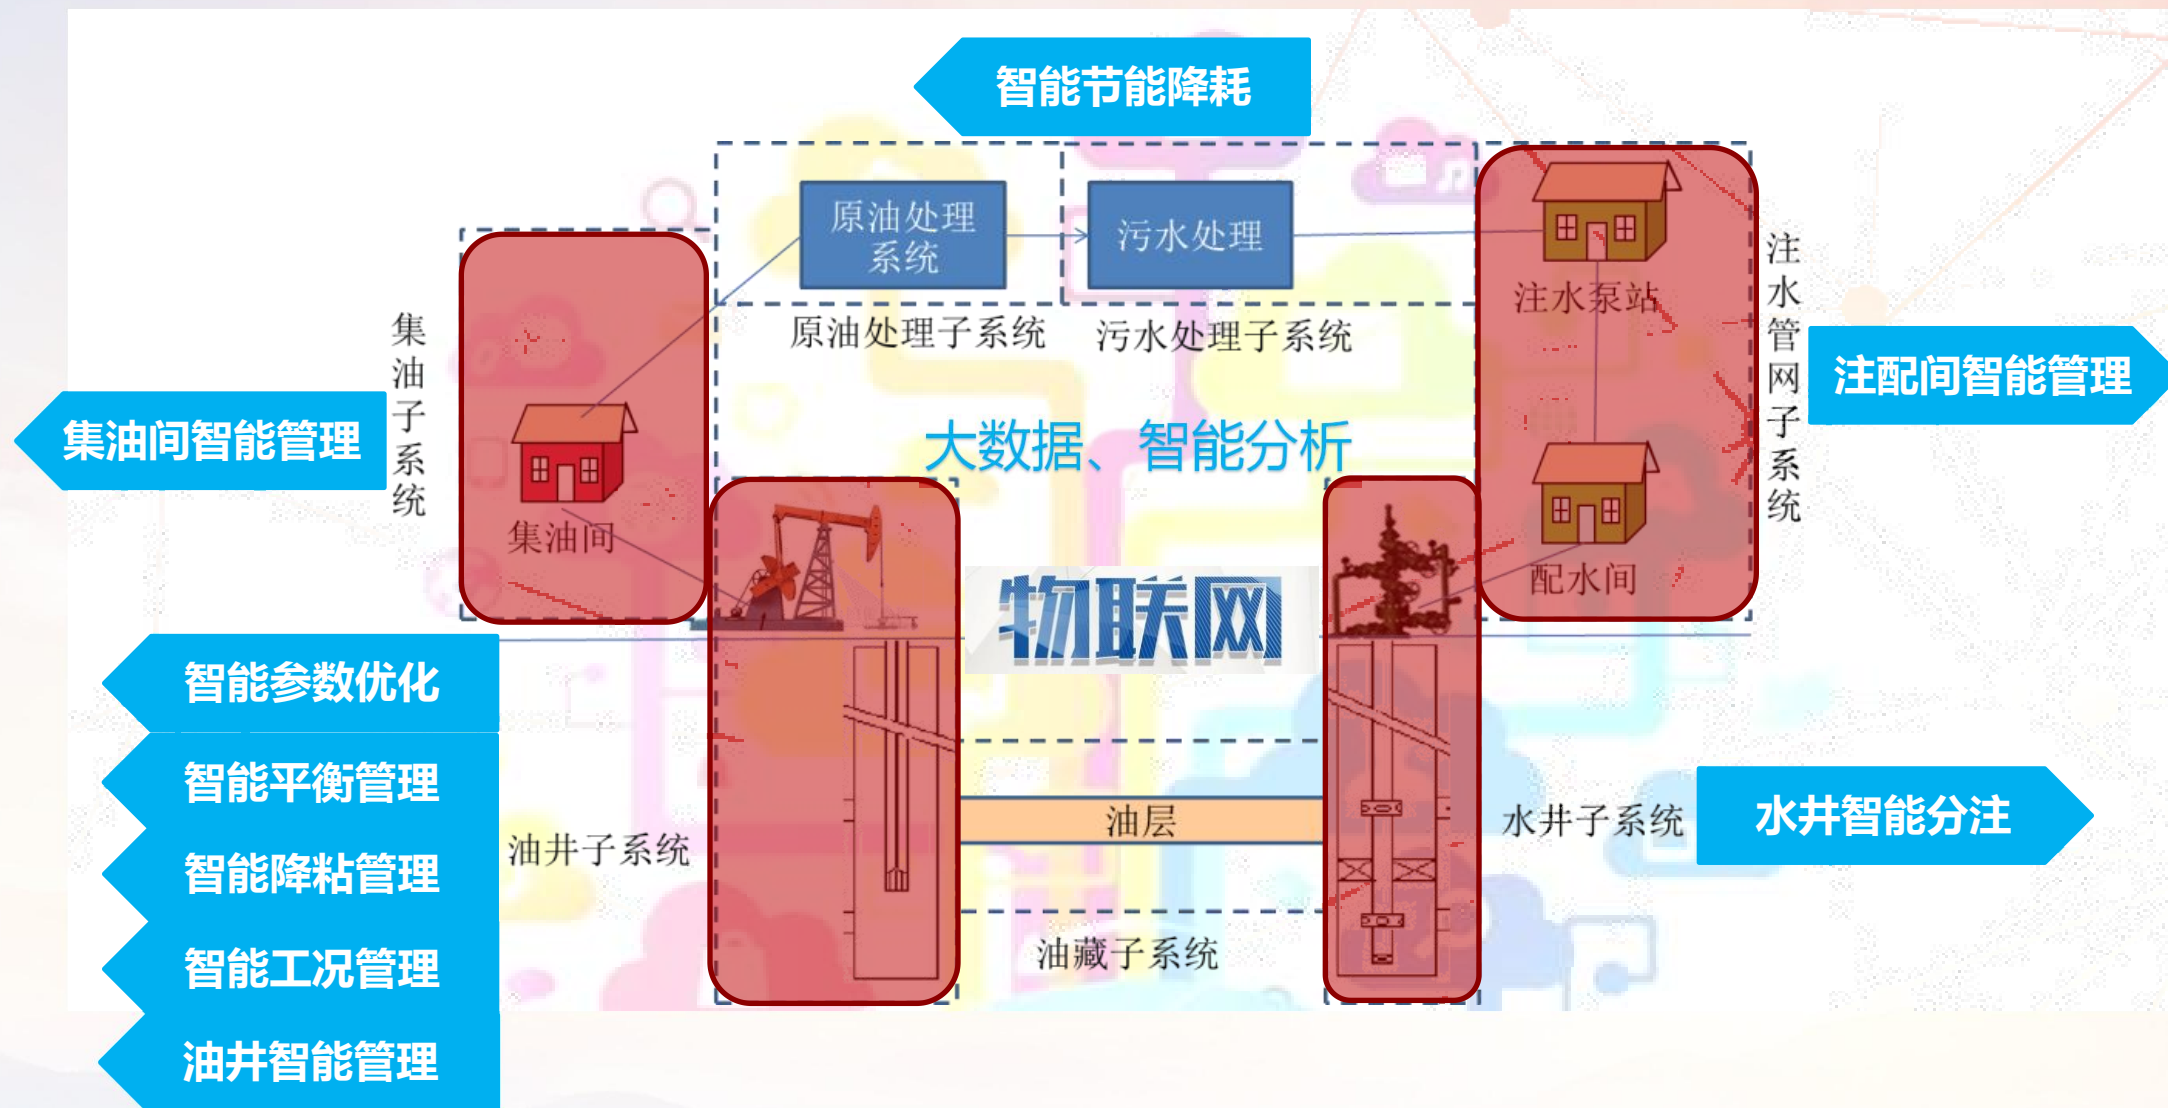 智能节能降耗
原油处理
系统
污水处理
原油处理子系统
污水处理子系统
注水泵站
注水管网子系统
注配间智能管理
集油子系统
集油间智能管理
大数据、智能分析
集油间
配水间
物联网
智能参数优化
智能平衡管理
智能降粘管理
智能工况管理
油井智能管理
油井子系统
油层
水井子系统
水井智能分注
油藏子系统